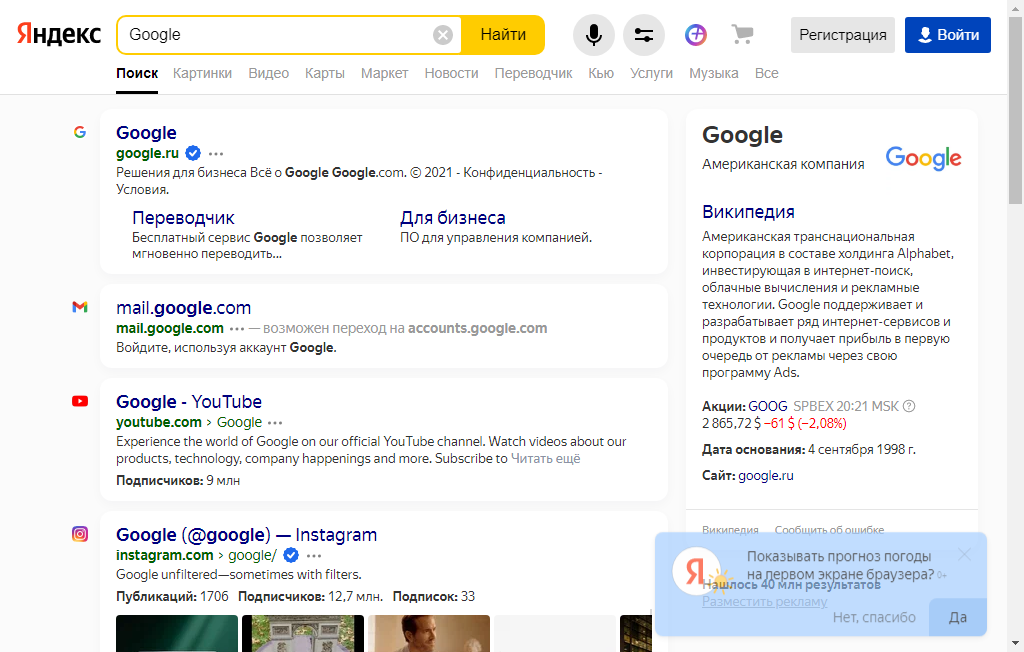 Яндекс
Google
Найти
Регистрация
Войти
Поиск Картинки Видео Карты Маркет Новости Переводчик Кью Услуги Музыка Все
Google
google.ru
Решения для бизнеса Всё о Google Google.com. © 2021 - Конфиденциальность -
Условия.
Переводчик
Бесплатный сервис Google позволяет
мгновенно переводить...
Для бизнеса
ПО для управления компанией.
mail.google.com
mail.google.com ··· — возможен переход на accounts.google.com
Войдите, используя аккаунт Google.
Google - YouTube
youtube.com › Google ···
Experience the world of Google on our official YouTube channel. Watch videos about our
products, technology, company happenings and more. Subscribe to Читать ещё
Подписчиков: 9 млн
Google (@google) — Instagram
instagram.com › google/
Google unfiltered—sometimes with filters.
Публикаций: 1706 Подписчиков: 12,7 млн. Подписок: 33
Google
Американская компания
Google
Википедия
Американская транснациональная
корпорация в составе холдинга Alphabet,
инвестирующая в интернет-поиск,
облачные вычисления и рекламные
технологии. Google поддерживает и
разрабатывает ряд интернет-сервисов и
продуктов и получает прибыль в первую
очередь от рекламы через свою
программу Ads.
Акции: GOOG SPBEX 20:21 MSK
2 865,72 $ −61 $ (−2,08%)
Дата основания: 4 сентября 1998 г.
Сайт: google.ru
Википедия Сообщить об ошибке
Я
Показывать прогноз погоды
на первом экране браузера? 0+
Нашлось 40 млн результатов
Разместить рекламу
Нет, спасибо
Да